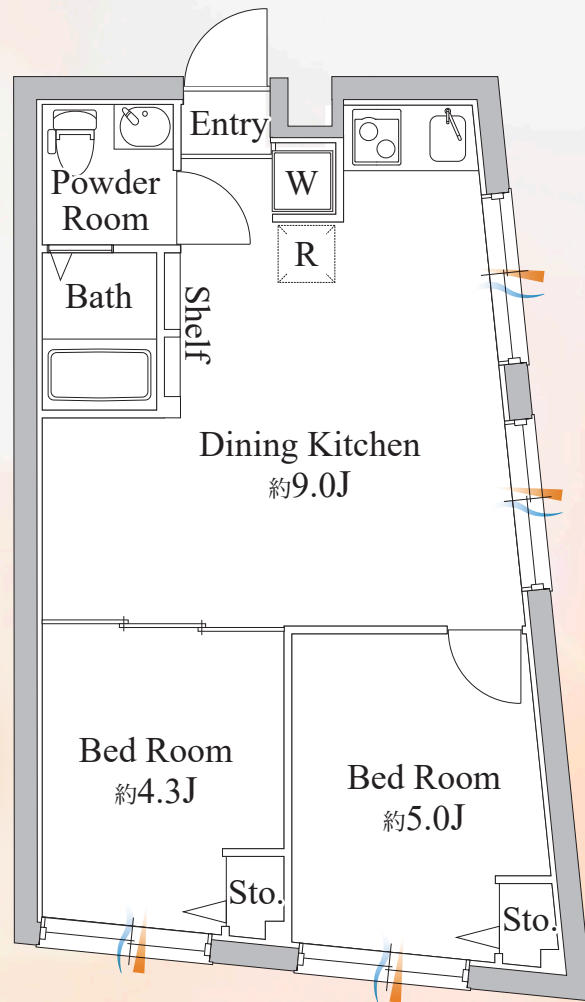 Entry
Powder
Room
W
R
Bath
Shelf
Dining Kitchen
約9.0J
Bed Room
約4.3J
Bed Room
約5.0J
Sto.
Sto.